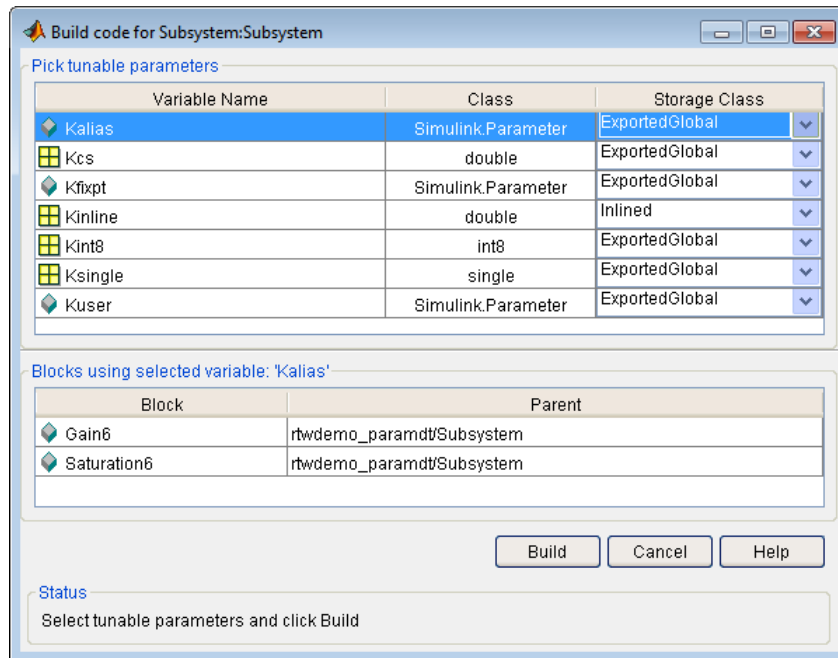 Build code for Subsystem:Subsystem
Pick tunable parameters
Variable Name Class Storage Class
Kalias Simulink.Parameter ExportedGlobal
Kcs double ExportedGlobal
Kfixpt Simulink.Parameter ExportedGlobal
Kinline double Inlined
Kint8 int8 ExportedGlobal
Ksingle single ExportedGlobal
Kuser Simulink.Parameter ExportedGlobal
Blocks using selected variable: 'Kalias'
Block Parent
Gain6 rtwdemo_paramdt/Subsystem
Saturation6 rtwdemo_paramdt/Subsystem
Build Cancel Help
Status
Select tunable parameters and click Build